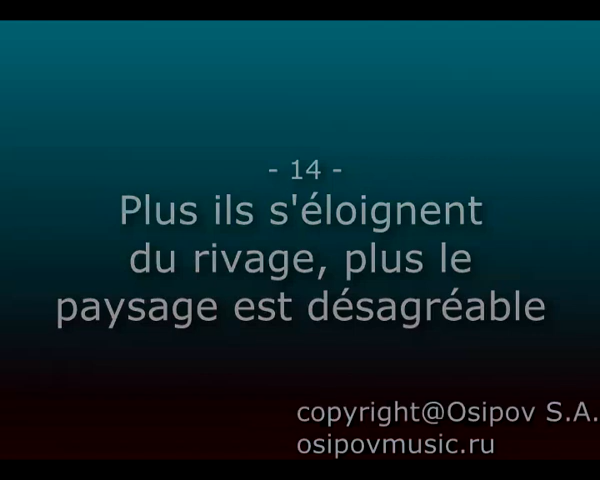 - 14 -
Plus ils s'éloignent
du rivage, plus le
paysage est désagréable
copyright@Osipov S.A.
osipovmusic.ru